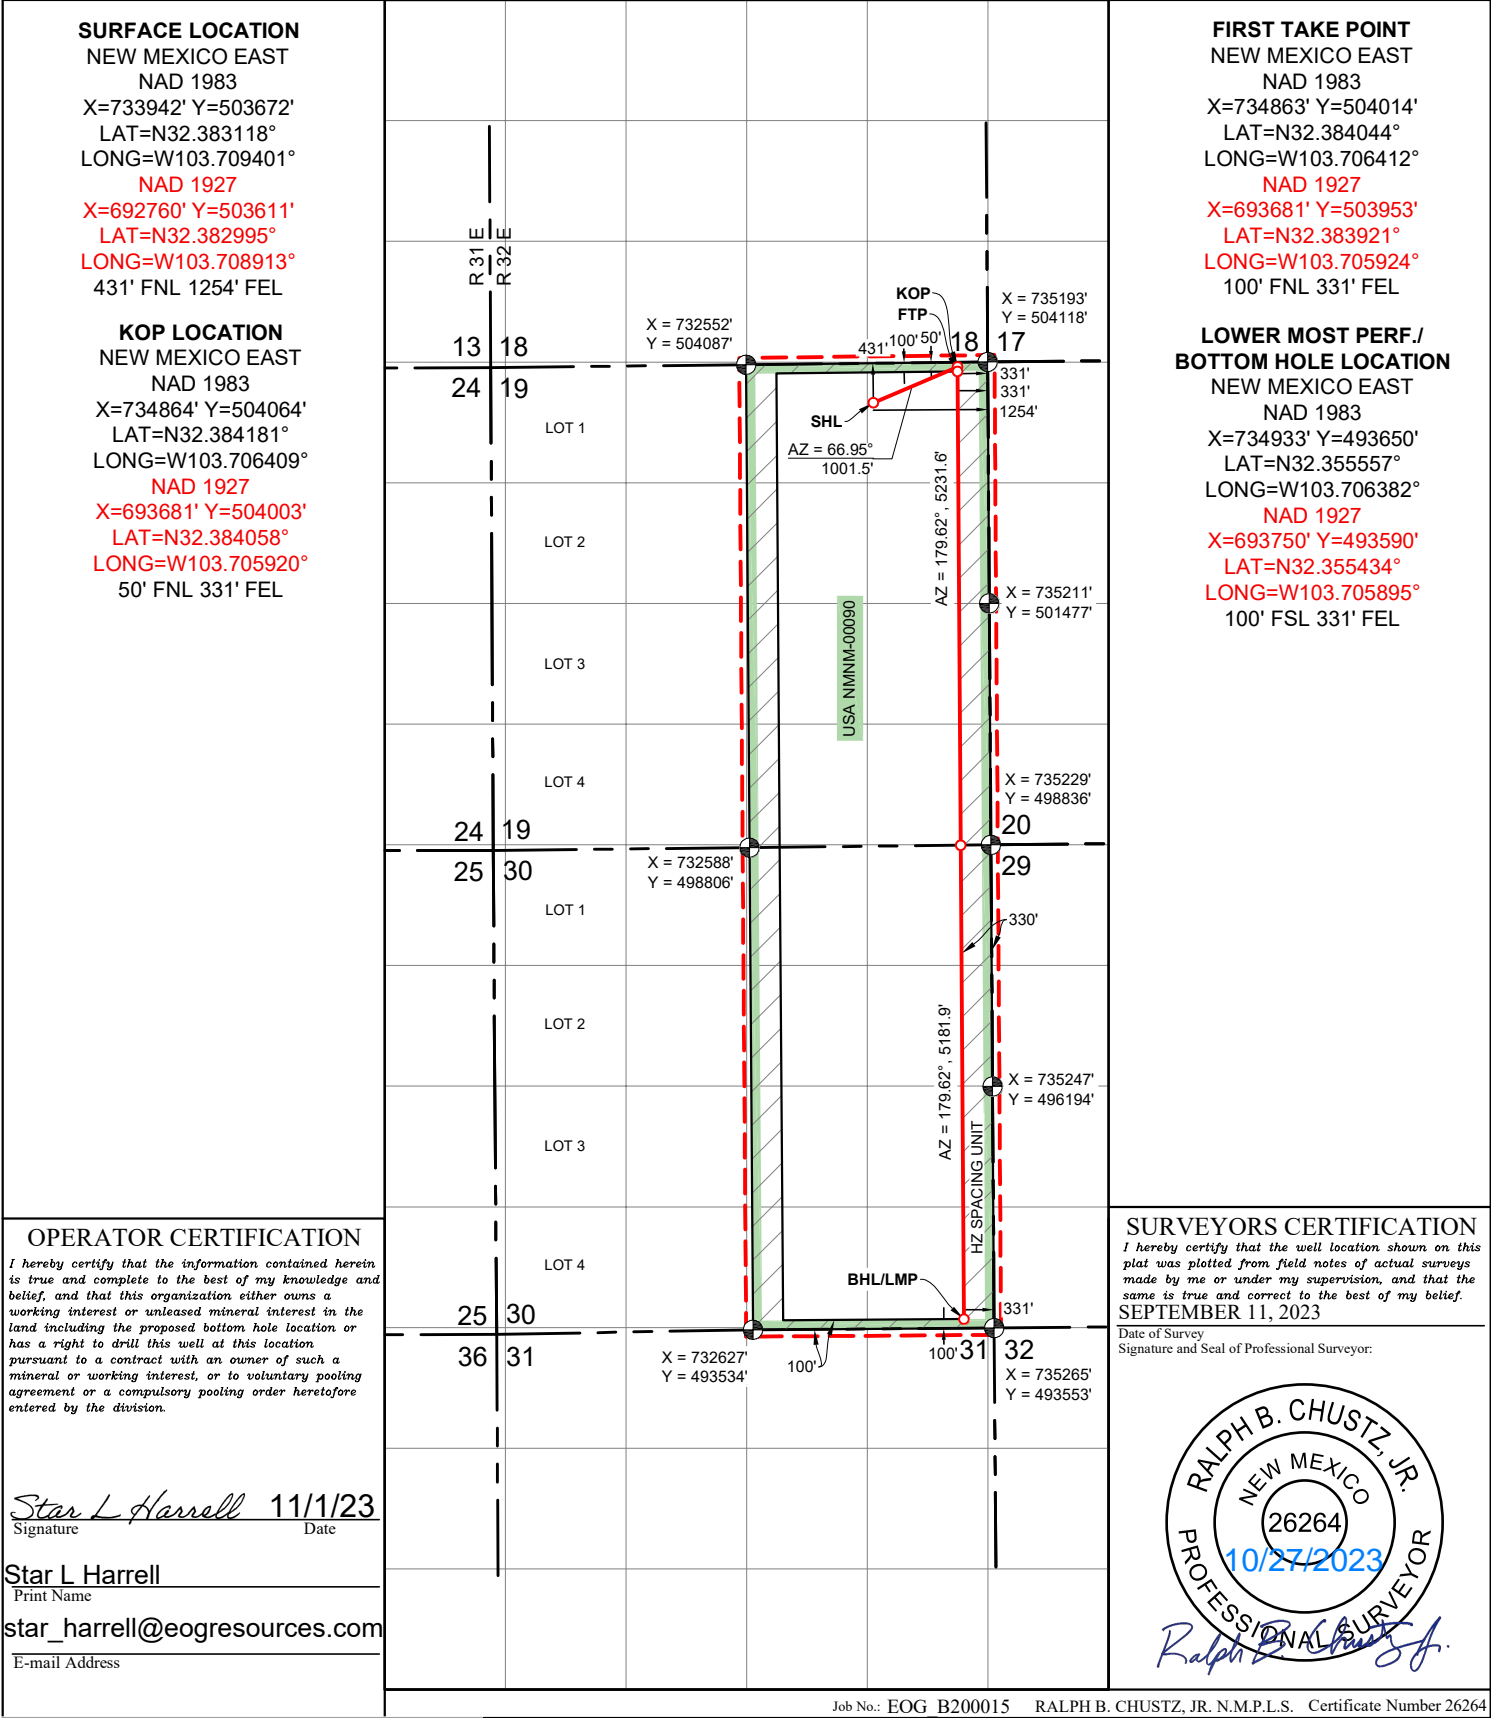 SURFACE LOCATION
NEW MEXICO EAST
NAD 1983
X=733942' Y=503672'
LAT=N32.383118°
LONG=W103.709401°
NAD 1927
X=692760' Y=503611'
LAT=N32.382995°
LONG=W103.708913°
431' FNL 1254' FEL
KOP LOCATION
NEW MEXICO EAST
NAD 1983
X=734864' Y=504064'
LAT=N32.384181°
LONG=W103.706409°
NAD 1927
X=693681' Y=504003'
LAT=N32.384058°
LONG=W103.705920°
50' FNL 331' FEL
R 31 E
R 32 E
KOP
FTP
X = 732552'
Y = 504087'
X = 735193'
Y = 504118'
13 18
24 19
431' 100' 50' 18 17
331'
331'
1254'
SHL
AZ = 66.95°
1001.5'
LOT 1
AZ = 179.62°, 5231.6'
LOT 2
X = 735211'
Y = 501477'
USA NMNM-00090
LOT 3
LOT 4
X = 735229'
Y = 498836'
24 19
25 30
20
29
X = 732588'
Y = 498806'
LOT 1
330'
LOT 2
AZ = 179.62°, 5181.9'
X = 735247'
Y = 496194'
LOT 3
HZ SPACING UNIT
LOT 4
BHL/LMP
331'
25 30
36 31
X = 732627'
Y = 493534'
100'
100' 31 32
X = 735265'
Y = 493553'
FIRST TAKE POINT
NEW MEXICO EAST
NAD 1983
X=734863' Y=504014'
LAT=N32.384044°
LONG=W103.706412°
NAD 1927
X=693681' Y=503953'
LAT=N32.383921°
LONG=W103.705924°
100' FNL 331' FEL
LOWER MOST PERF./
BOTTOM HOLE LOCATION
NEW MEXICO EAST
NAD 1983
X=734933' Y=493650'
LAT=N32.355557°
LONG=W103.706382°
NAD 1927
X=693750' Y=493590'
LAT=N32.355434°
LONG=W103.705895°
100' FSL 331' FEL
OPERATOR CERTIFICATION
I hereby certify that the information contained herein
is true and complete to the best of my knowledge and
belief, and that this organization either owns a
working interest or unleased mineral interest in the
land including the proposed bottom hole location or
has a right to drill this well at this location
pursuant to a contract with an owner of such a
mineral or working interest, or to voluntary pooling
agreement or a compulsory pooling order heretofore
entered by the division.
Star L Harrell 11/1/23
Signature Date
Star L Harrell
Print Name
star_harrell@eogresources.com
E-mail Address
SURVEYORS CERTIFICATION
I hereby certify that the well location shown on this
plat was plotted from field notes of actual surveys
made by me or under my supervision, and that the
same is true and correct to the best of my belief.
SEPTEMBER 11, 2023
Date of Survey
Signature and Seal of Professional Surveyor:
RALPH B. CHUSTZ, JR.
NEW MEXICO
26264
10/27/2023
PROFESSIONAL SURVEYOR
Ralph B. Chustz Jr.
Job No.: EOG_B200015 RALPH B. CHUSTZ, JR. N.M.P.L.S. Certificate Number 26264